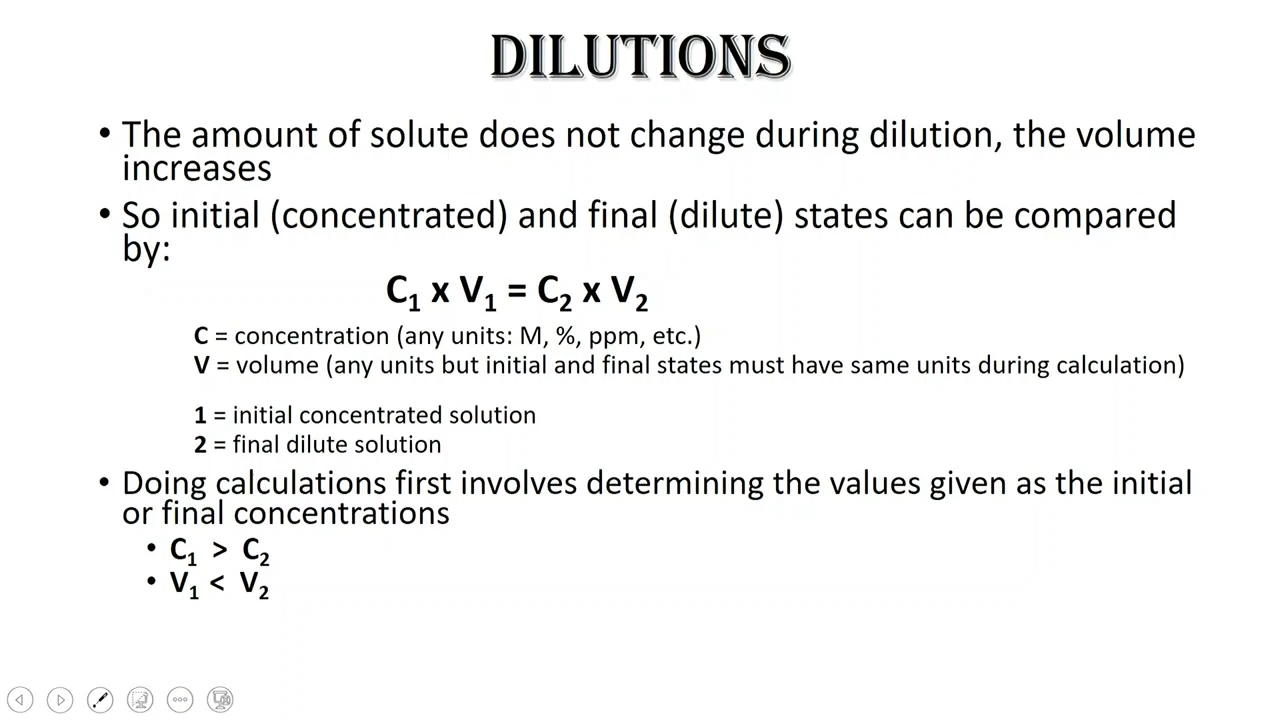 DILUTIONS
• The amount of solute does not change during dilution, the volume
increases
• So initial (concentrated) and final (dilute) states can be compared
by:
C₁ x V₁ = C₂ x V₂
C = concentration (any units: M, %, ppm, etc.)
V = volume (any units but initial and final states must have same units during calculation)
1 = initial concentrated solution
2 = final dilute solution
• Doing calculations first involves determining the values given as the initial
or final concentrations
• C₁ > C₂
• V₁ < V₂